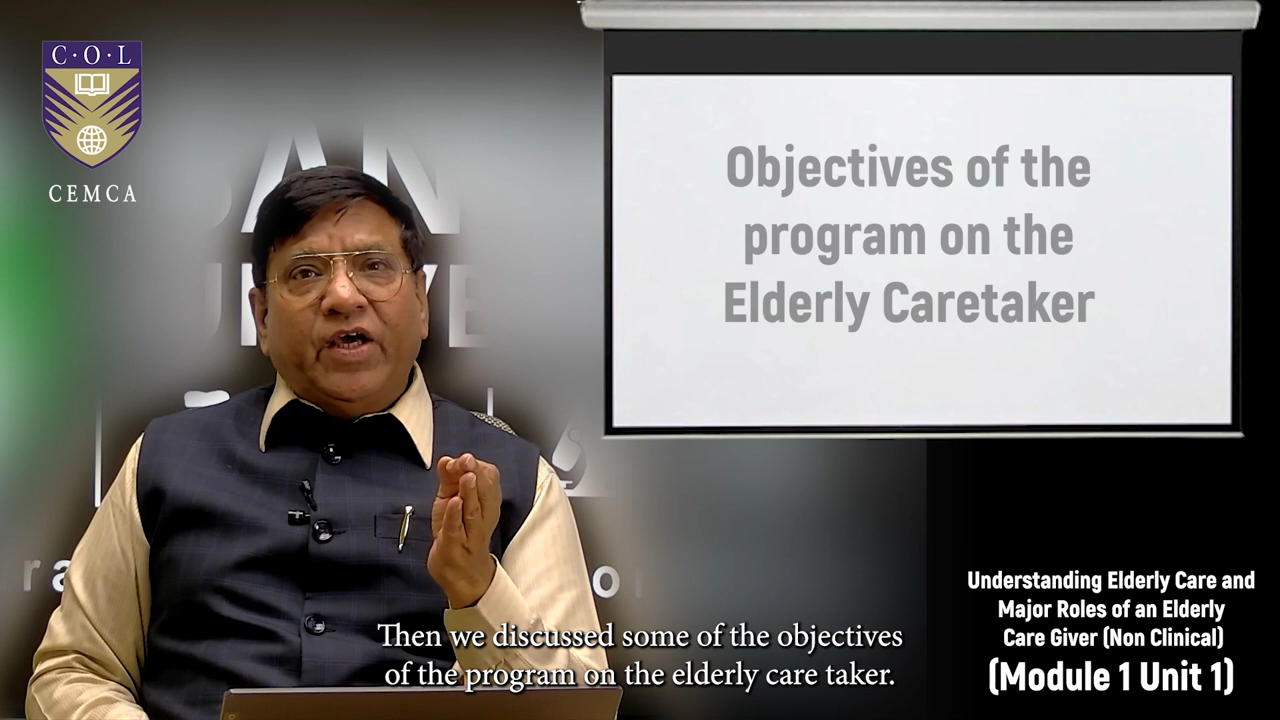 C·O·L
CEMCA
Objectives of the
program on the
Elderly Caretaker
Then we discussed some of the objectives
of the program on the elderly care taker.
Understanding Elderly Care and
Major Roles of an Elderly
Care Giver (Non Clinical)
(Module 1 Unit 1)